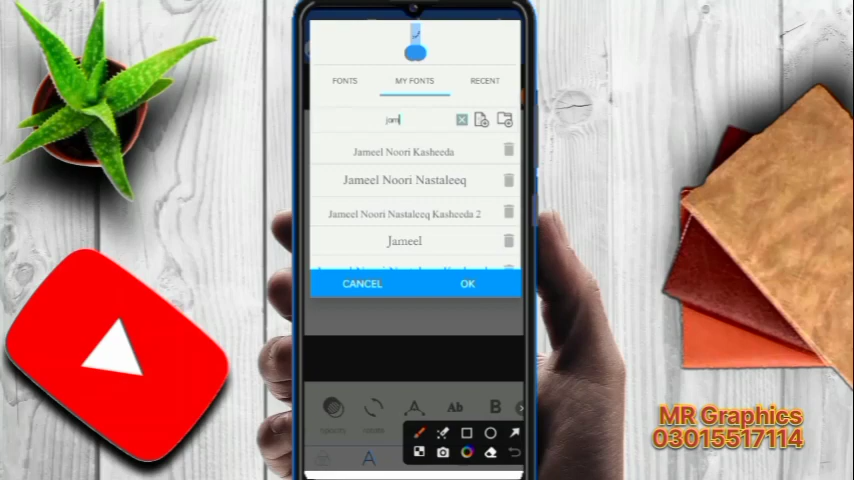 FONTS
MY FONTS
RECENT
jam
Jameel Noori Kasheeda
Jameel Noori Nastaleeq
Jameel Noori Nastaleeq Kasheeda 2
Jameel
CANCEL
OK
Ab
B
A
MR Graphics
03015517114